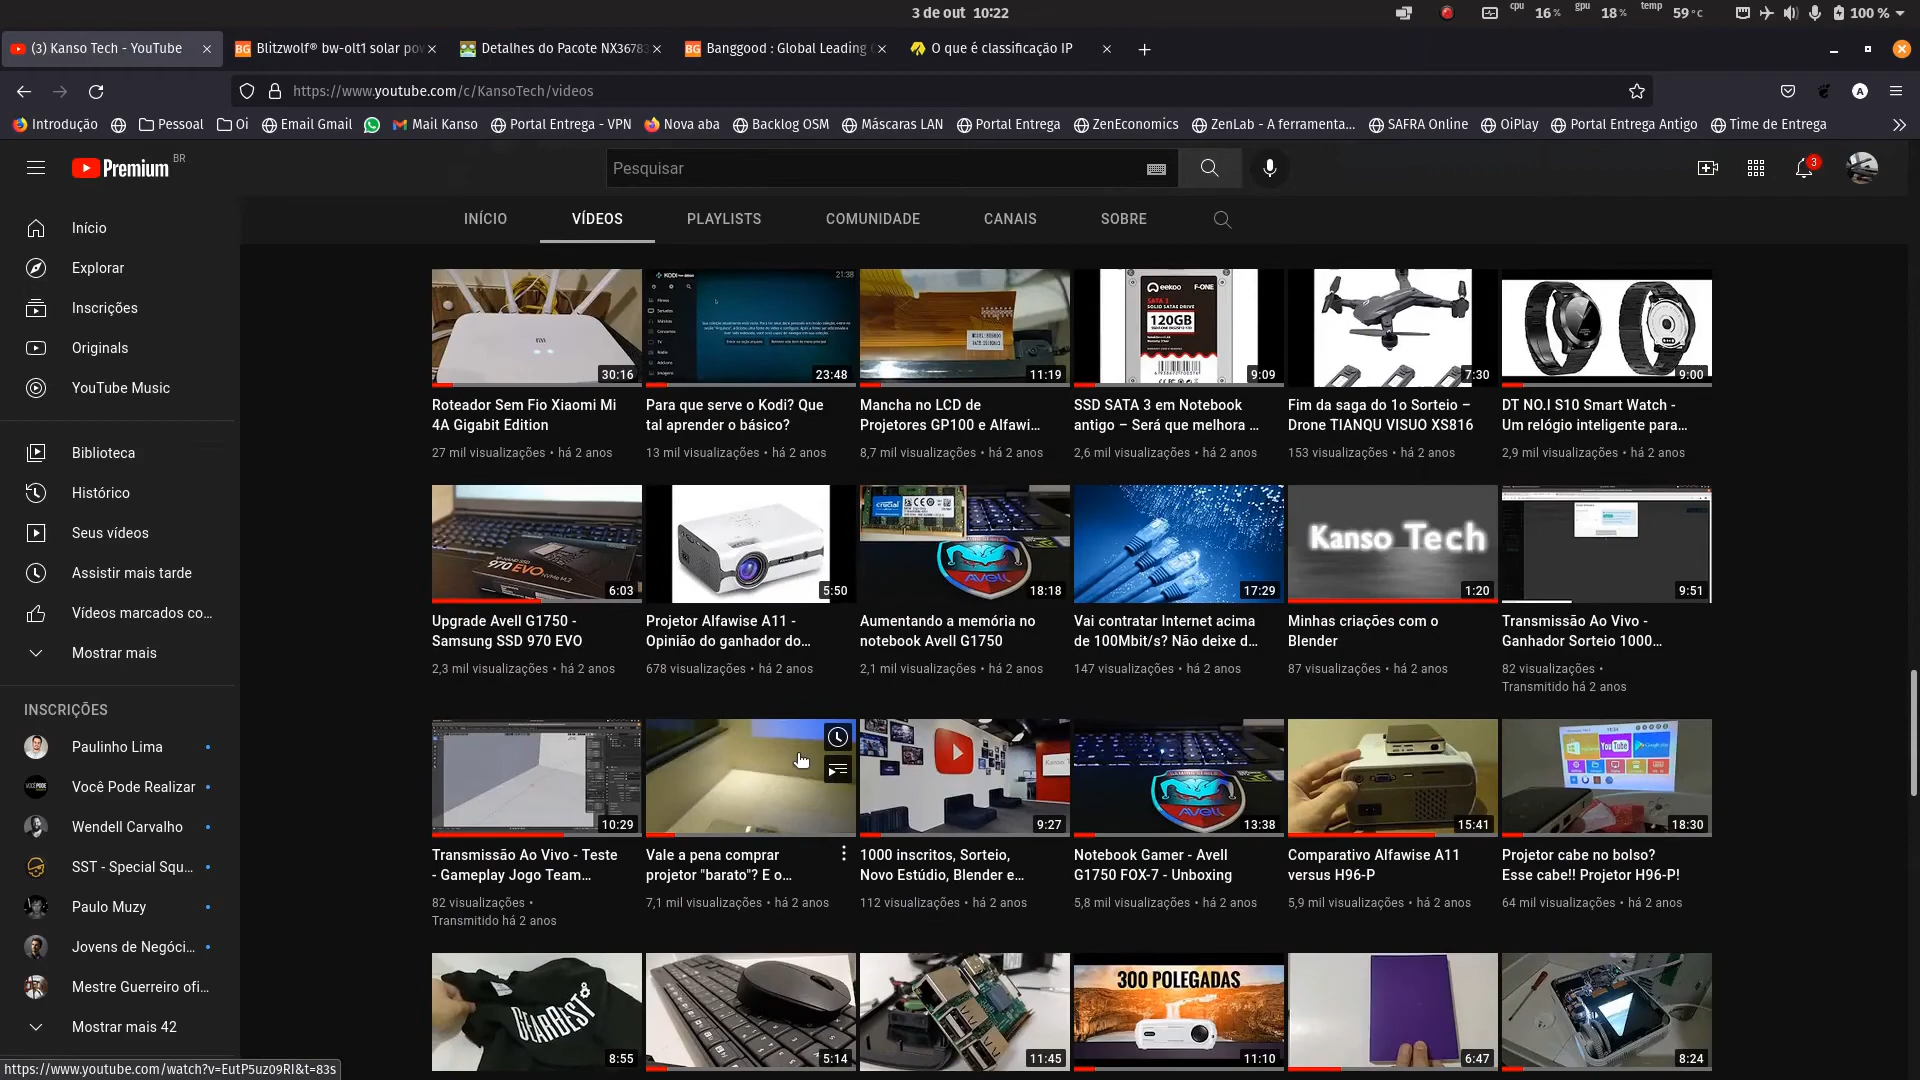 3 de out 10:22
cpu 16% gpu 18% temp 59°C
100 %
(3) Kanso Tech - YouTube
Blitzwolf® bw-olt1 solar pov
Detalhes do Pacote NX36783
Banggood : Global Leading
O que é classificação IP
https://www.youtube.com/c/KansoTech/videos
Introdução
Pessoal
Oi
Email Gmail
Mail Kanso
Portal Entrega - VPN
Nova aba
Backlog OSM
Máscaras LAN
Portal Entrega
ZenEconomics
ZenLab - A ferramenta...
SAFRA Online
OiPlay
Portal Entrega Antigo
Time de Entrega
Premium
BR
Pesquisar
3
INÍCIO
VÍDEOS
PLAYLISTS
COMUNIDADE
CANAIS
SOBRE
Início
Explorar
Inscrições
Originals
YouTube Music
Biblioteca
Histórico
Seus vídeos
Assistir mais tarde
Vídeos marcados co...
Mostrar mais
INSCRIÇÕES
Paulinho Lima
Você Pode Realizar
Wendell Carvalho
SST - Special Squ...
Paulo Muzy
Jovens de Negóci...
Mestre Guerreiro ofi...
Mostrar mais 42
30:16
Roteador Sem Fio Xiaomi Mi
4A Gigabit Edition
27 mil visualizações • há 2 anos
KODI
21:38
23:48
Para que serve o Kodi? Que
tal aprender o básico?
13 mil visualizações • há 2 anos
11:19
Mancha no LCD de
Projetores GP100 e Alfawi...
8,7 mil visualizações • há 2 anos
eekoo F-ONE
SATA 3
120GB
9:09
SSD SATA 3 em Notebook
antigo – Será que melhora ...
2,6 mil visualizações • há 2 anos
7:30
Fim da saga do 1o Sorteio –
Drone TIANQU VISUO XS816
153 visualizações • há 2 anos
9:00
DT NO.I S10 Smart Watch -
Um relógio inteligente para...
2,9 mil visualizações • há 2 anos
970 EVO
6:03
Upgrade Avell G1750 -
Samsung SSD 970 EVO
2,3 mil visualizações • há 2 anos
5:50
Projetor Alfawise A11 -
Opinião do ganhador do...
678 visualizações • há 2 anos
crucial
AVELL
18:18
Aumentando a memória no
notebook Avell G1750
2,1 mil visualizações • há 2 anos
17:29
Vai contratar Internet acima
de 100Mbit/s? Não deixe d...
147 visualizações • há 2 anos
Kanso Tech
1:20
Minhas criações com o
Blender
87 visualizações • há 2 anos
9:51
Transmissão Ao Vivo -
Ganhador Sorteio 1000...
82 visualizações •
Transmitido há 2 anos
10:29
Transmissão Ao Vivo - Teste
- Gameplay Jogo Team...
82 visualizações •
Transmitido há 2 anos
Vale a pena comprar
projetor "barato"? E o...
7,1 mil visualizações • há 2 anos
9:27
1000 inscritos, Sorteio,
Novo Estúdio, Blender e...
112 visualizações • há 2 anos
AVELL
13:38
Notebook Gamer - Avell
G1750 FOX-7 - Unboxing
5,8 mil visualizações • há 2 anos
15:41
Comparativo Alfawise A11
versus H96-P
5,9 mil visualizações • há 2 anos
YouTube
18:30
Projetor cabe no bolso?
Esse cabe!! Projetor H96-P!
64 mil visualizações • há 2 anos
GEARBEST
8:55
5:14
11:45
300 POLEGADAS
11:10
6:47
8:24
https://www.youtube.com/watch?v=EutP5uz09RI&t=83s